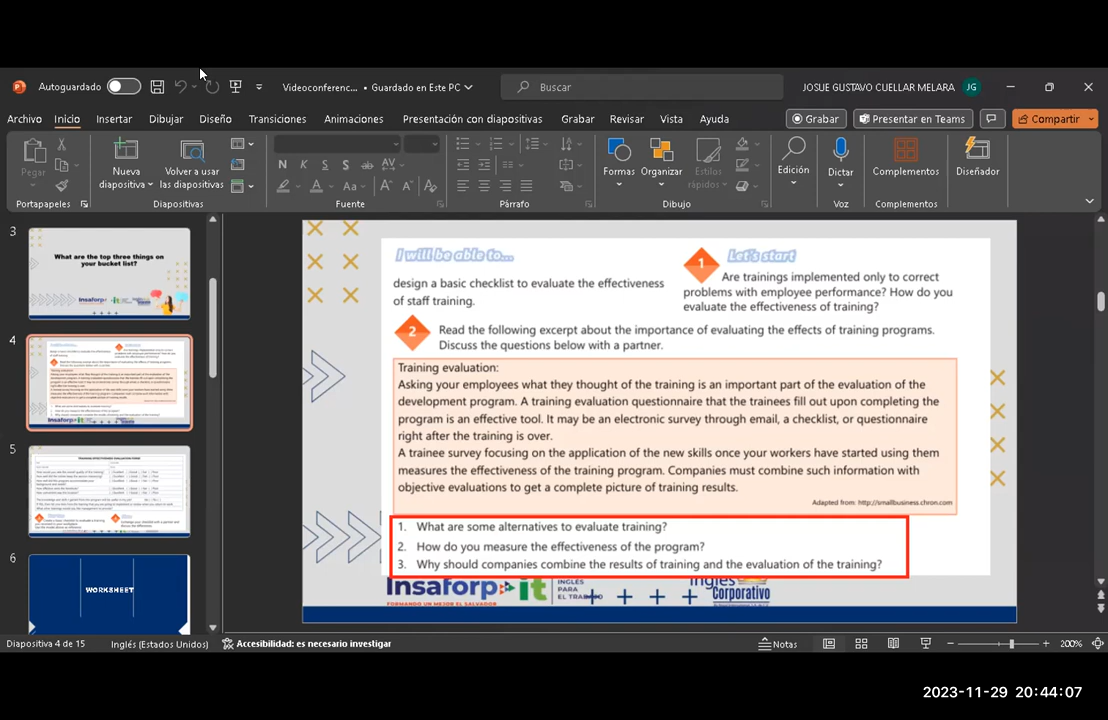 Autoguardado
Videoconferenc... • Guardado en Este PC
Buscar
JOSUE GUSTAVO CUELLAR MELARA
JG
Archivo Inicio Insertar Dibujar Diseño Transiciones Animaciones Presentación con diapositivas Grabar Revisar Vista Ayuda
Grabar
Presentar en Teams
Compartir
Pegar
Nueva diapositiva
Volver a usar las diapositivas
N K S S ab AV
A Aa A A
Formas
Organizar
Estilos rápidos
Edición
Dictar
Complementos
Diseñador
Portapapeles
Diapositivas
Fuente
Párrafo
Dibujo
Voz
Complementos
3
What are the top three things on
your bucket list?
Insaforp it
4
5
6
WORKSHEET
I will be able to...
design a basic checklist to evaluate the effectiveness
of staff training.
1
Let's start
Are trainings implemented only to correct
problems with employee performance? How do you
evaluate the effectiveness of training?
2
Read the following excerpt about the importance of evaluating the effects of training programs.
Discuss the questions below with a partner.
Training evaluation:
Asking your employees what they thought of the training is an important part of the evaluation of the
development program. A training evaluation questionnaire that the trainees fill out upon completing the
program is an effective tool. It may be an electronic survey through email, a checklist, or questionnaire
right after the training is over.
A trainee survey focusing on the application of the new skills once your workers have started using them
measures the effectiveness of the training program. Companies must combine such information with
objective evaluations to get a complete picture of training results.
Adapted from: http://smallbusiness.chron.com
1. What are some alternatives to evaluate training?
2. How do you measure the effectiveness of the program?
3. Why should companies combine the results of training and the evaluation of the training?
Insaforp it
FORMANDO UN MEJOR EL SALVADOR
INGLÉS
PARA
EL TRABAJO
Inglés
Corporativo
Diapositiva 4 de 15
Inglés (Estados Unidos)
Accesibilidad: es necesario investigar
Notas
200%
2023-11-29 20:44:07